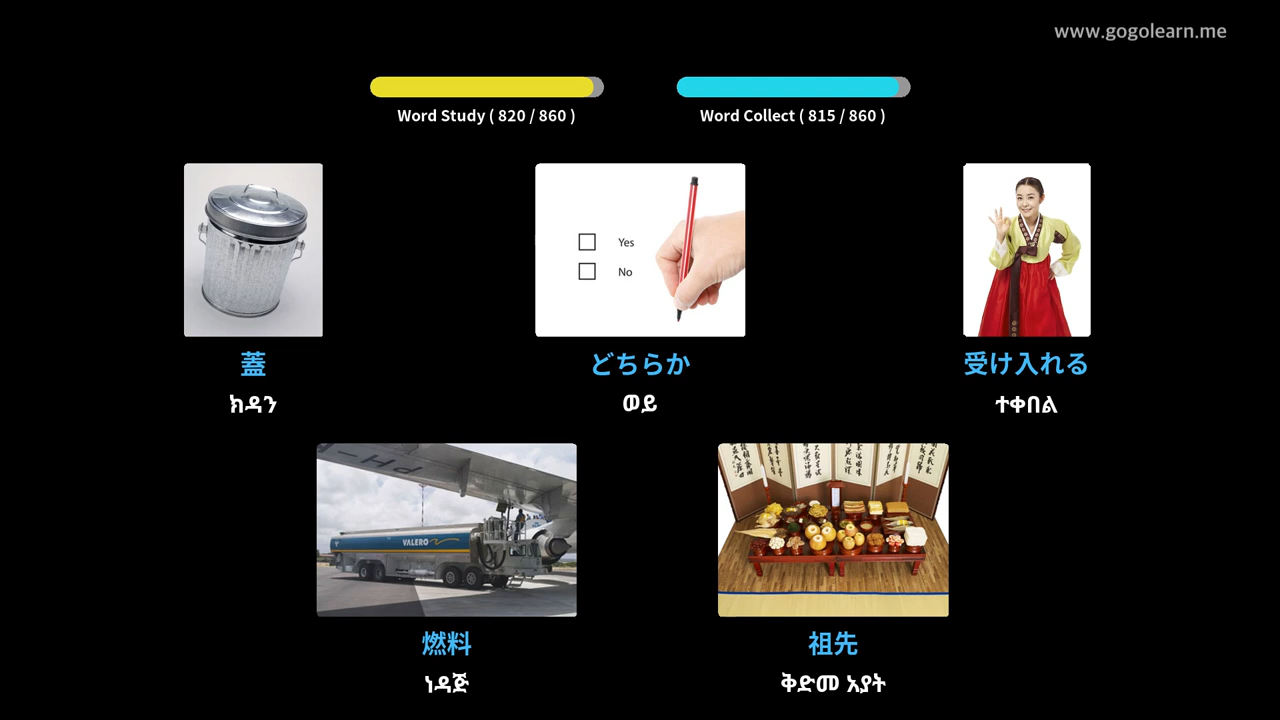 www.gogolearn.me
Word Study ( 820 / 860 )
Word Collect ( 815 / 860 )
Yes
No
蓋
どちらか
受け入れる
ክዳን
ወይ
ተቀበል
PH-I
VALERO
燃料
祖先
ነዳጅ
ቅድመ አያት